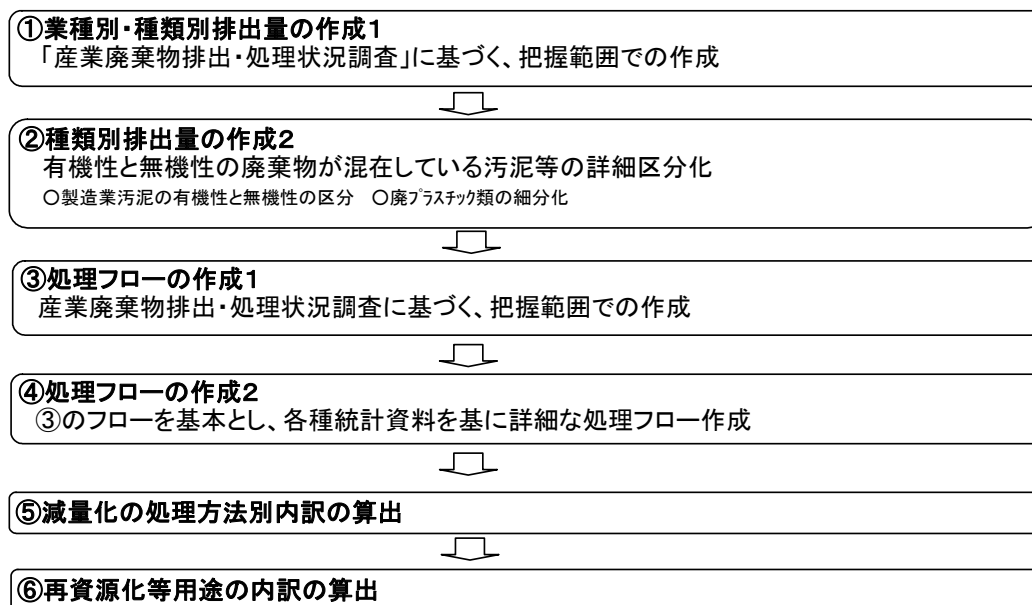 ①業種別・種類別排出量の作成1
「産業廃棄物排出・処理状況調査」に基づく、把握範囲での作成
②種類別排出量の作成2
有機性と無機性の廃棄物が混在している汚泥等の詳細区分化
○製造業汚泥の有機性と無機性の区分 ○廃ﾌﾟﾗｽﾁｯｸ類の細分化
③処理フローの作成1
産業廃棄物排出・処理状況調査に基づく、把握範囲での作成
④処理フローの作成2
③のフローを基本とし、各種統計資料を基に詳細な処理フロー作成
⑤減量化の処理方法別内訳の算出
⑥再資源化等用途の内訳の算出